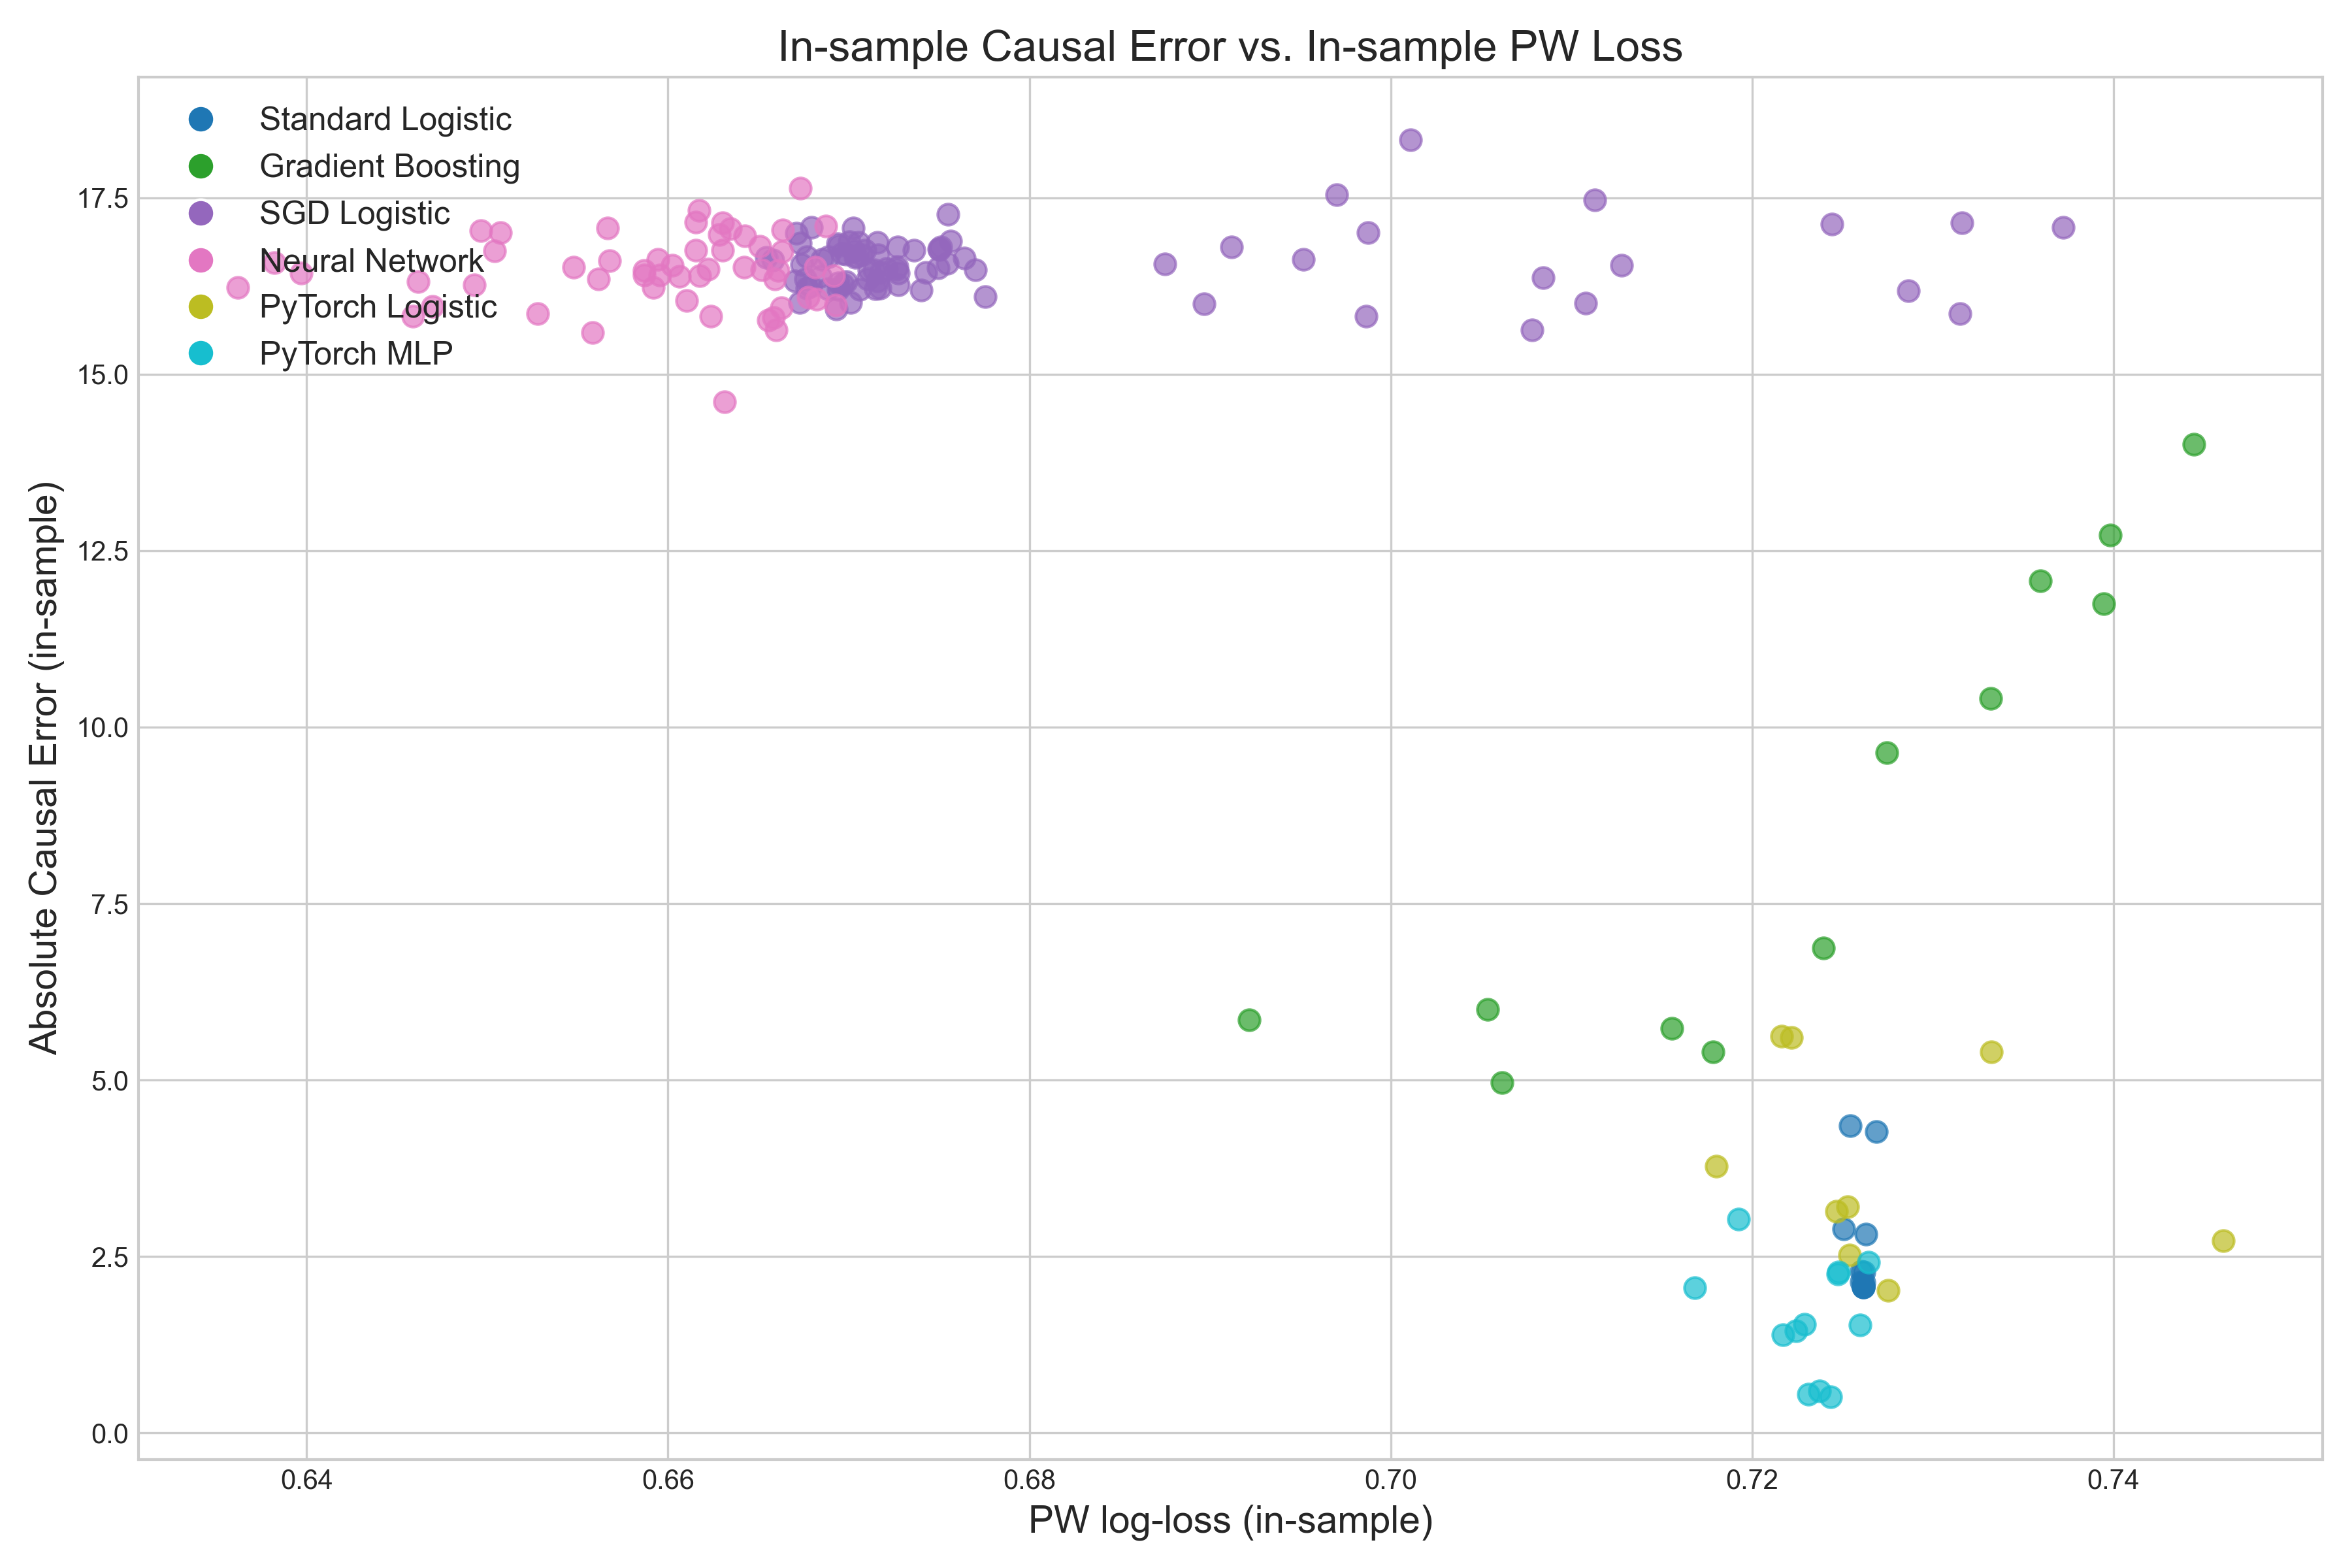 In-sample Causal Error vs. In-sample PW Loss
Standard Logistic
Gradient Boosting
SGD Logistic
Neural Network
PyTorch Logistic
PyTorch MLP
17.5
15.0
12.5
10.0
7.5
5.0
2.5
0.0
Absolute Causal Error (in-sample)
0.64
0.66
0.68
0.70
0.72
0.74
PW log-loss (in-sample)